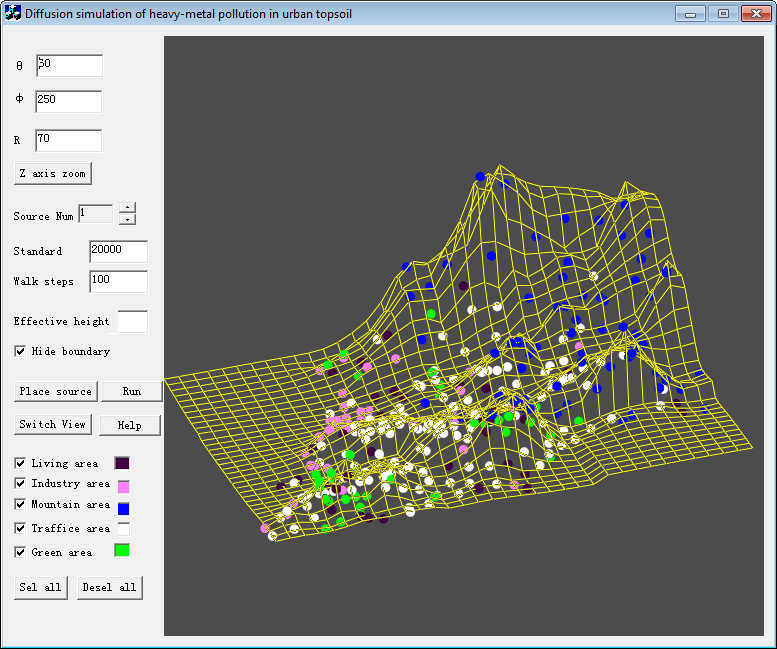 Diffusion simulation of heavy-metal pollution in urban topsoil
θ
Φ 250
R 70
Z axis zoom
Source Num 1
Standard 20000
Walk steps 100
Effective height
Hide boundary
Place source Run
Switch View Help
Living area
Industry area
Mountain area
Traffice area
Green area
Sel all Desel all